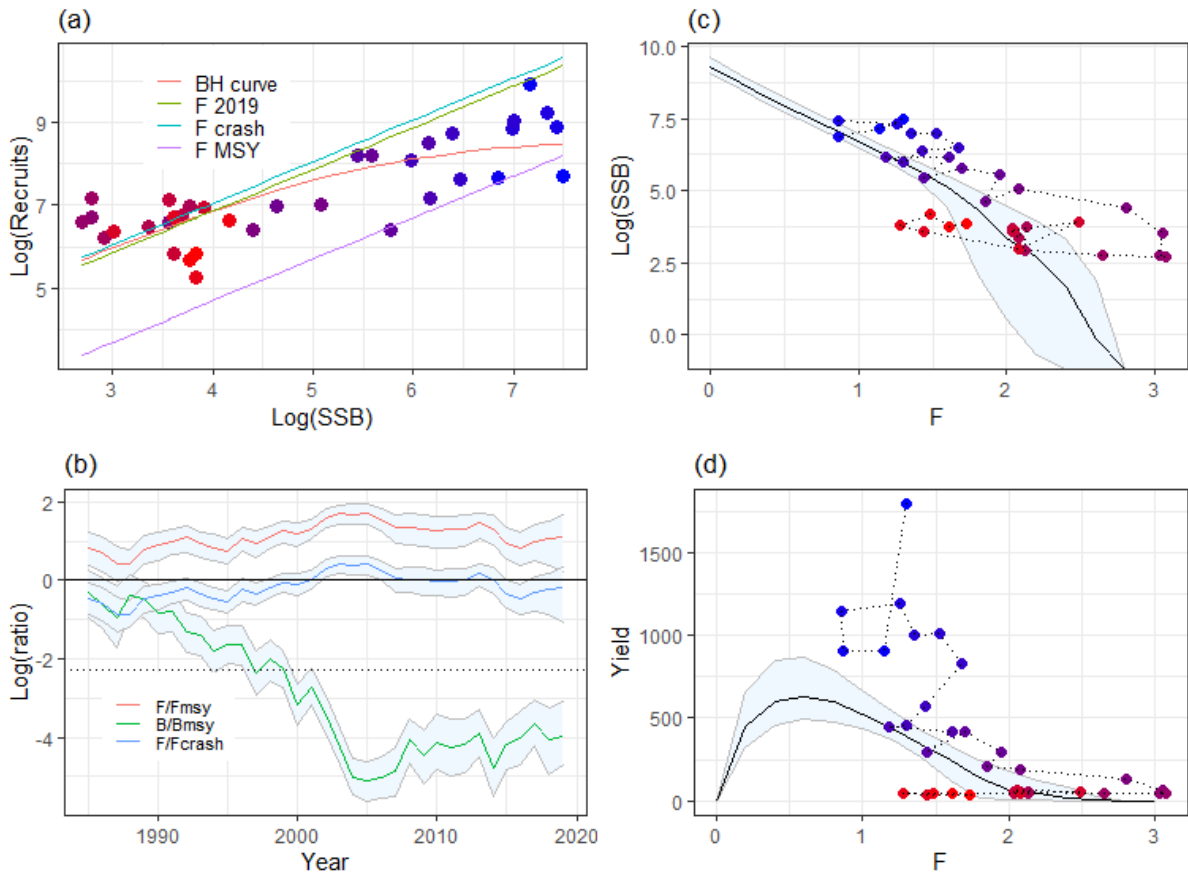 (a)
Log(Recruits)
9
7
5
BH curve
F 2019
F crash
F MSY
3 4 5 6 7
Log(SSB)
(c)
Log(SSB)
10.0
7.5
5.0
2.5
0.0
0 1 2 3
F
(b)
Log(ratio)
2
0
-2
-4
F/Fmsy
B/Bmsy
F/Fcrash
1990 2000 2010 2020
Year
(d)
Yield
1500
1000
500
0
0 1 2 3
F